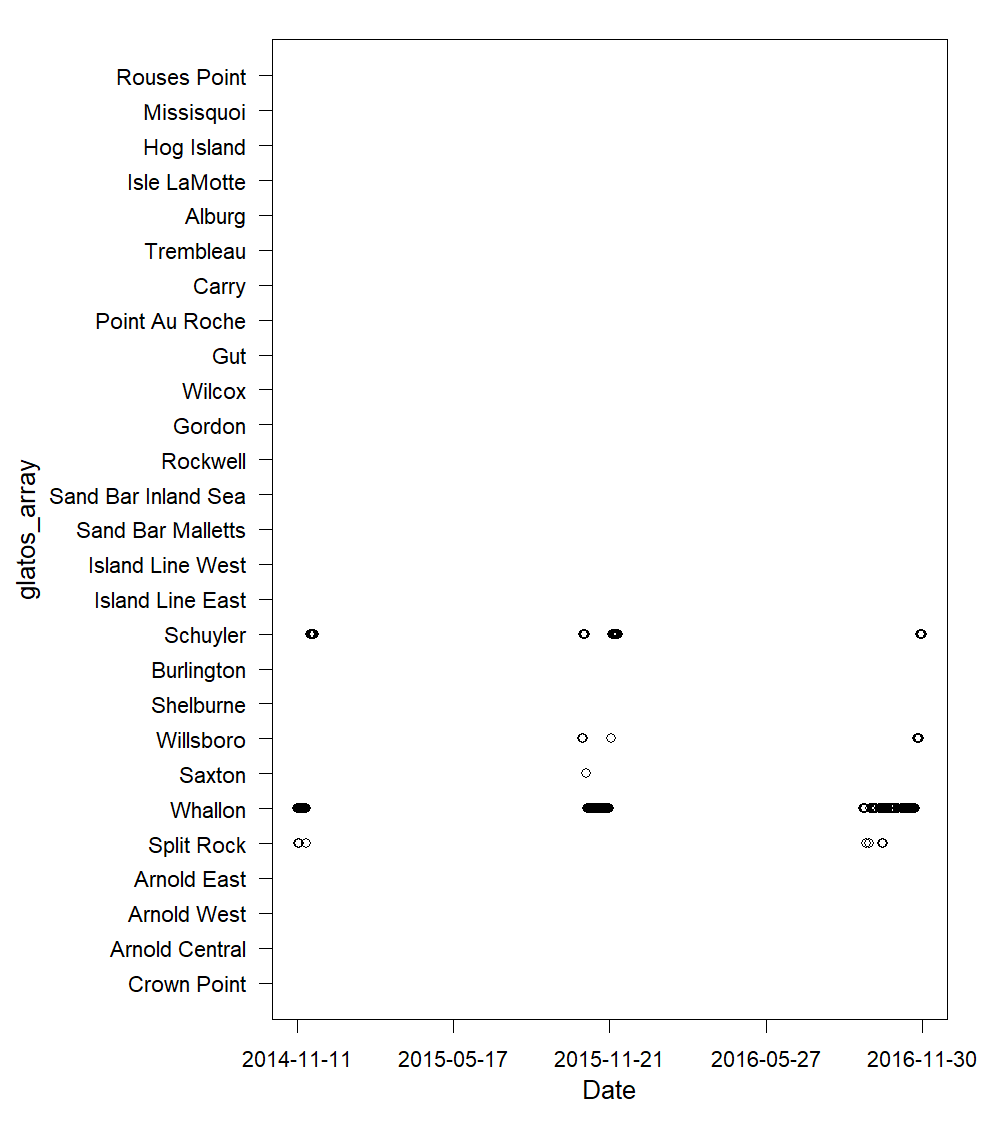 Rouses Point
Missisquoi
Hog Island
Isle LaMotte
Alburg
Trembleau
Carry
Point Au Roche
Gut
Wilcox
Gordon
Rockwell
Sand Bar Inland Sea
Sand Bar Malletts
Island Line West
Island Line East
Schuyler
Burlington
Shelburne
Willsboro
Saxton
Whallon
Split Rock
Arnold East
Arnold West
Arnold Central
Crown Point
glatos_array
2014-11-11 2015-05-17 2015-11-21 2016-05-27 2016-11-30
Date